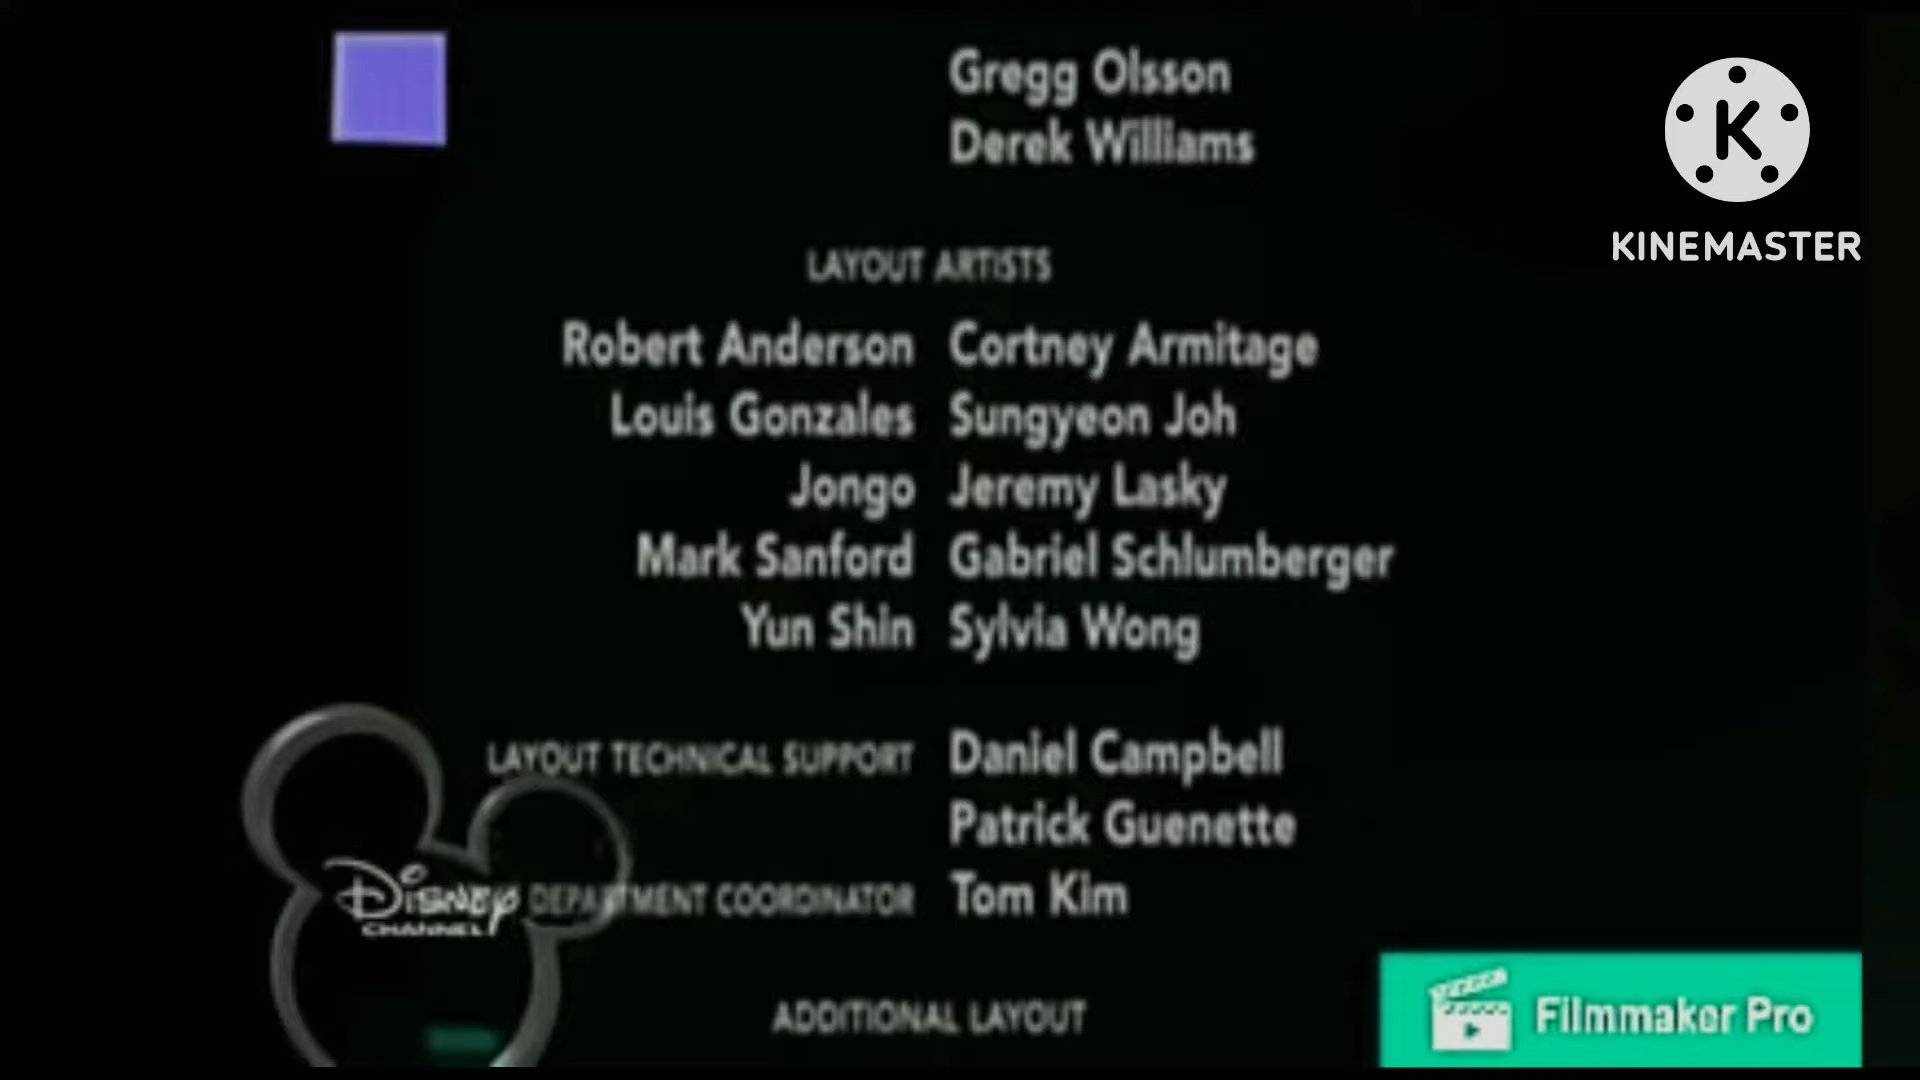 Gregg Olsson
Derek Williams
K
KINEMASTER
LAYOUT ARTISTS
Robert Anderson Cortney Armitage
Louis Gonzales Sungyeon Joh
Jongo Jeremy Lasky
Mark Sanford Gabriel Schlumberger
Yun Shin Sylvia Wong
LAYOUT TECHNICAL SUPPORT Daniel Campbell
Patrick Guenette
DEPARTMENT COORDINATOR Tom Kim
DISNEY
CHANNEL
ADDITIONAL LAYOUT
Filmmaker Pro